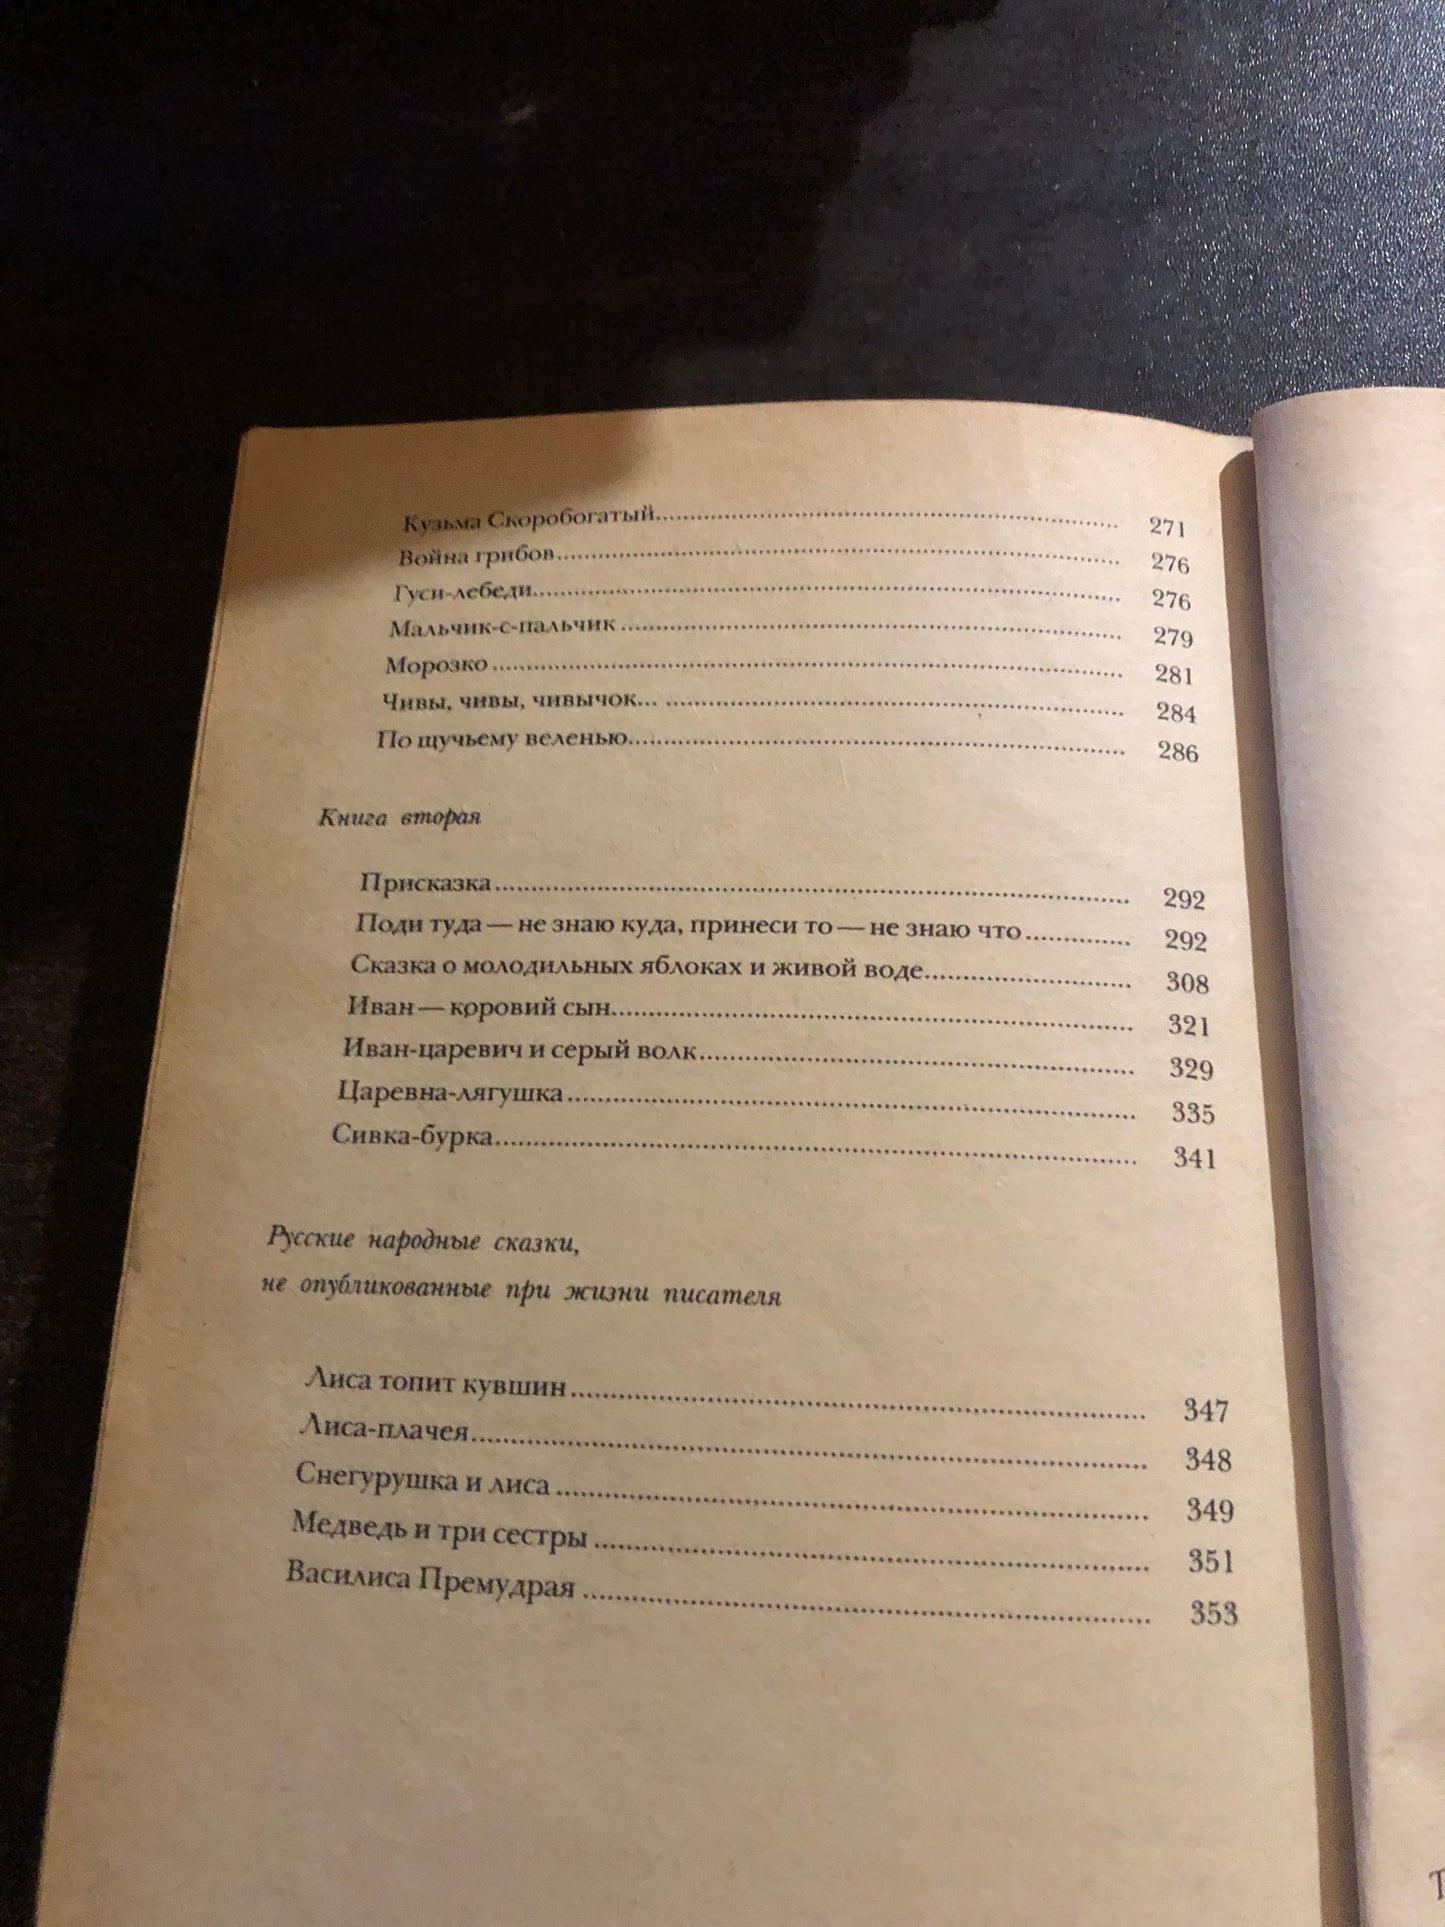 Кузьма Скоробогатый........ 271
Война грибов........ 276
Гуси-лебеди........ 276
Мальчик-с-пальчик ........ 279
Морозко ........ 281
Чивы, чивы, чивычок... ........ 284
По щучьему веленью........ 286
Книга вторая
Присказка........ 292
Поди туда — не знаю куда, принеси то — не знаю что........ 292
Сказка о молодильных яблоках и живой воде........ 308
Иван — коровий сын........ 321
Иван-царевич и серый волк........ 329
Царевна-лягушка........ 335
Сивка-бурка........ 341
Русские народные сказки,
не опубликованные при жизни писателя
Лиса топит кувшин........ 347
Лиса-плачея........ 348
Снегурушка и лиса ........ 349
Медведь и три сестры ........ 351
Василиса Премудрая ........ 353